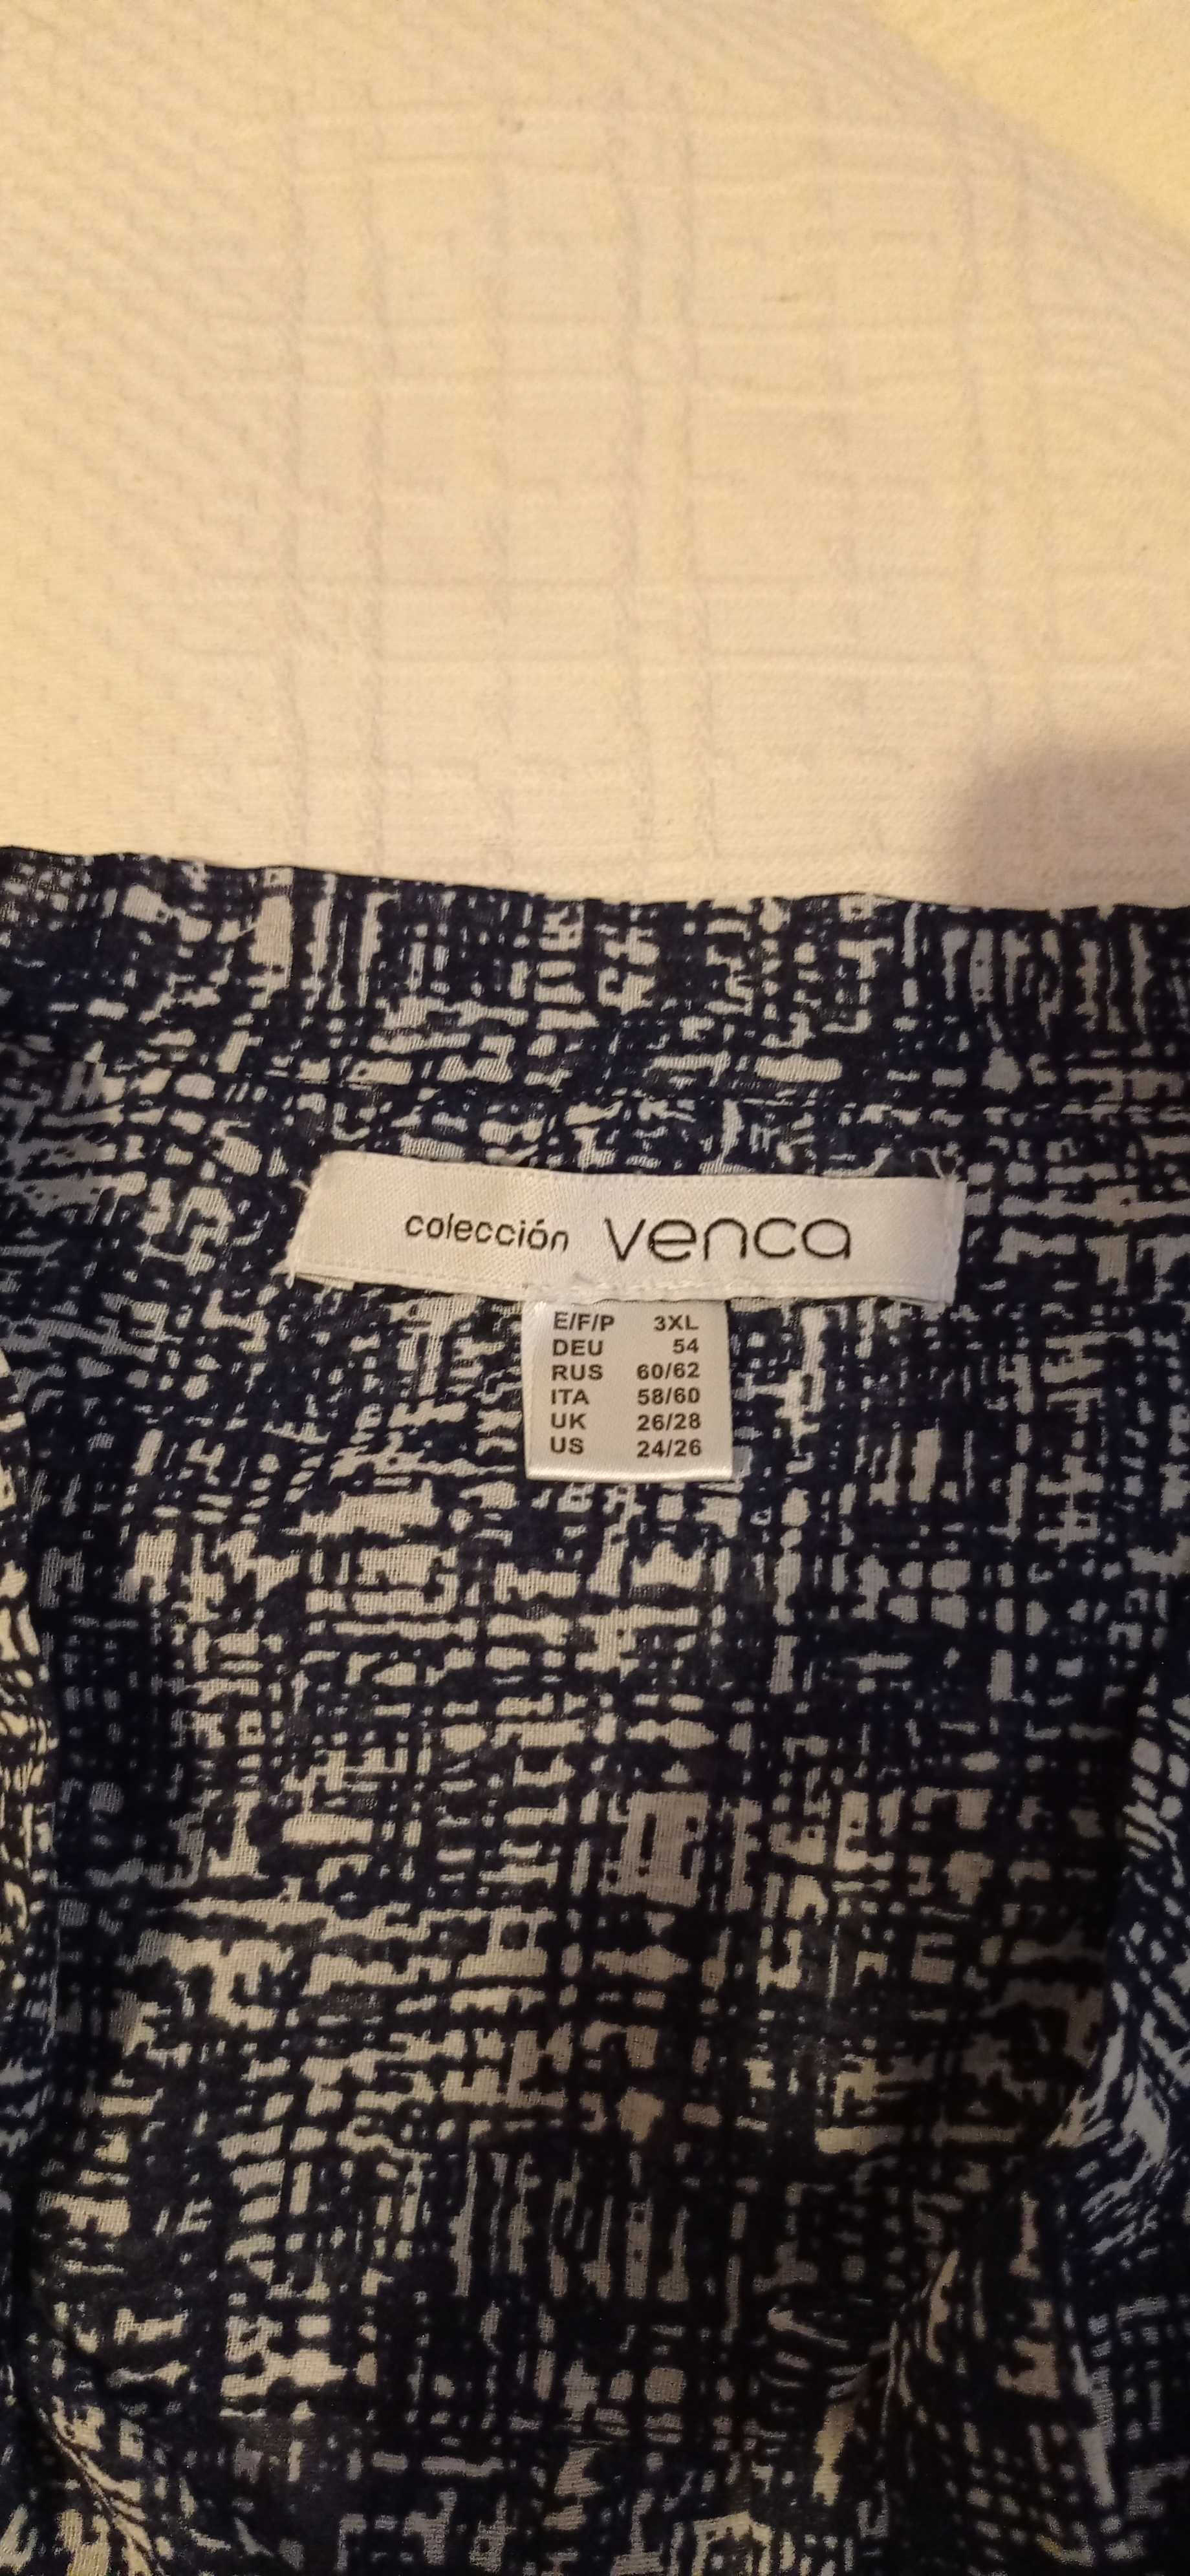 colección venca
E/F/P 3XL
DEU 54
RUS 60/62
ITA 58/60
UK 26/28
US 24/26